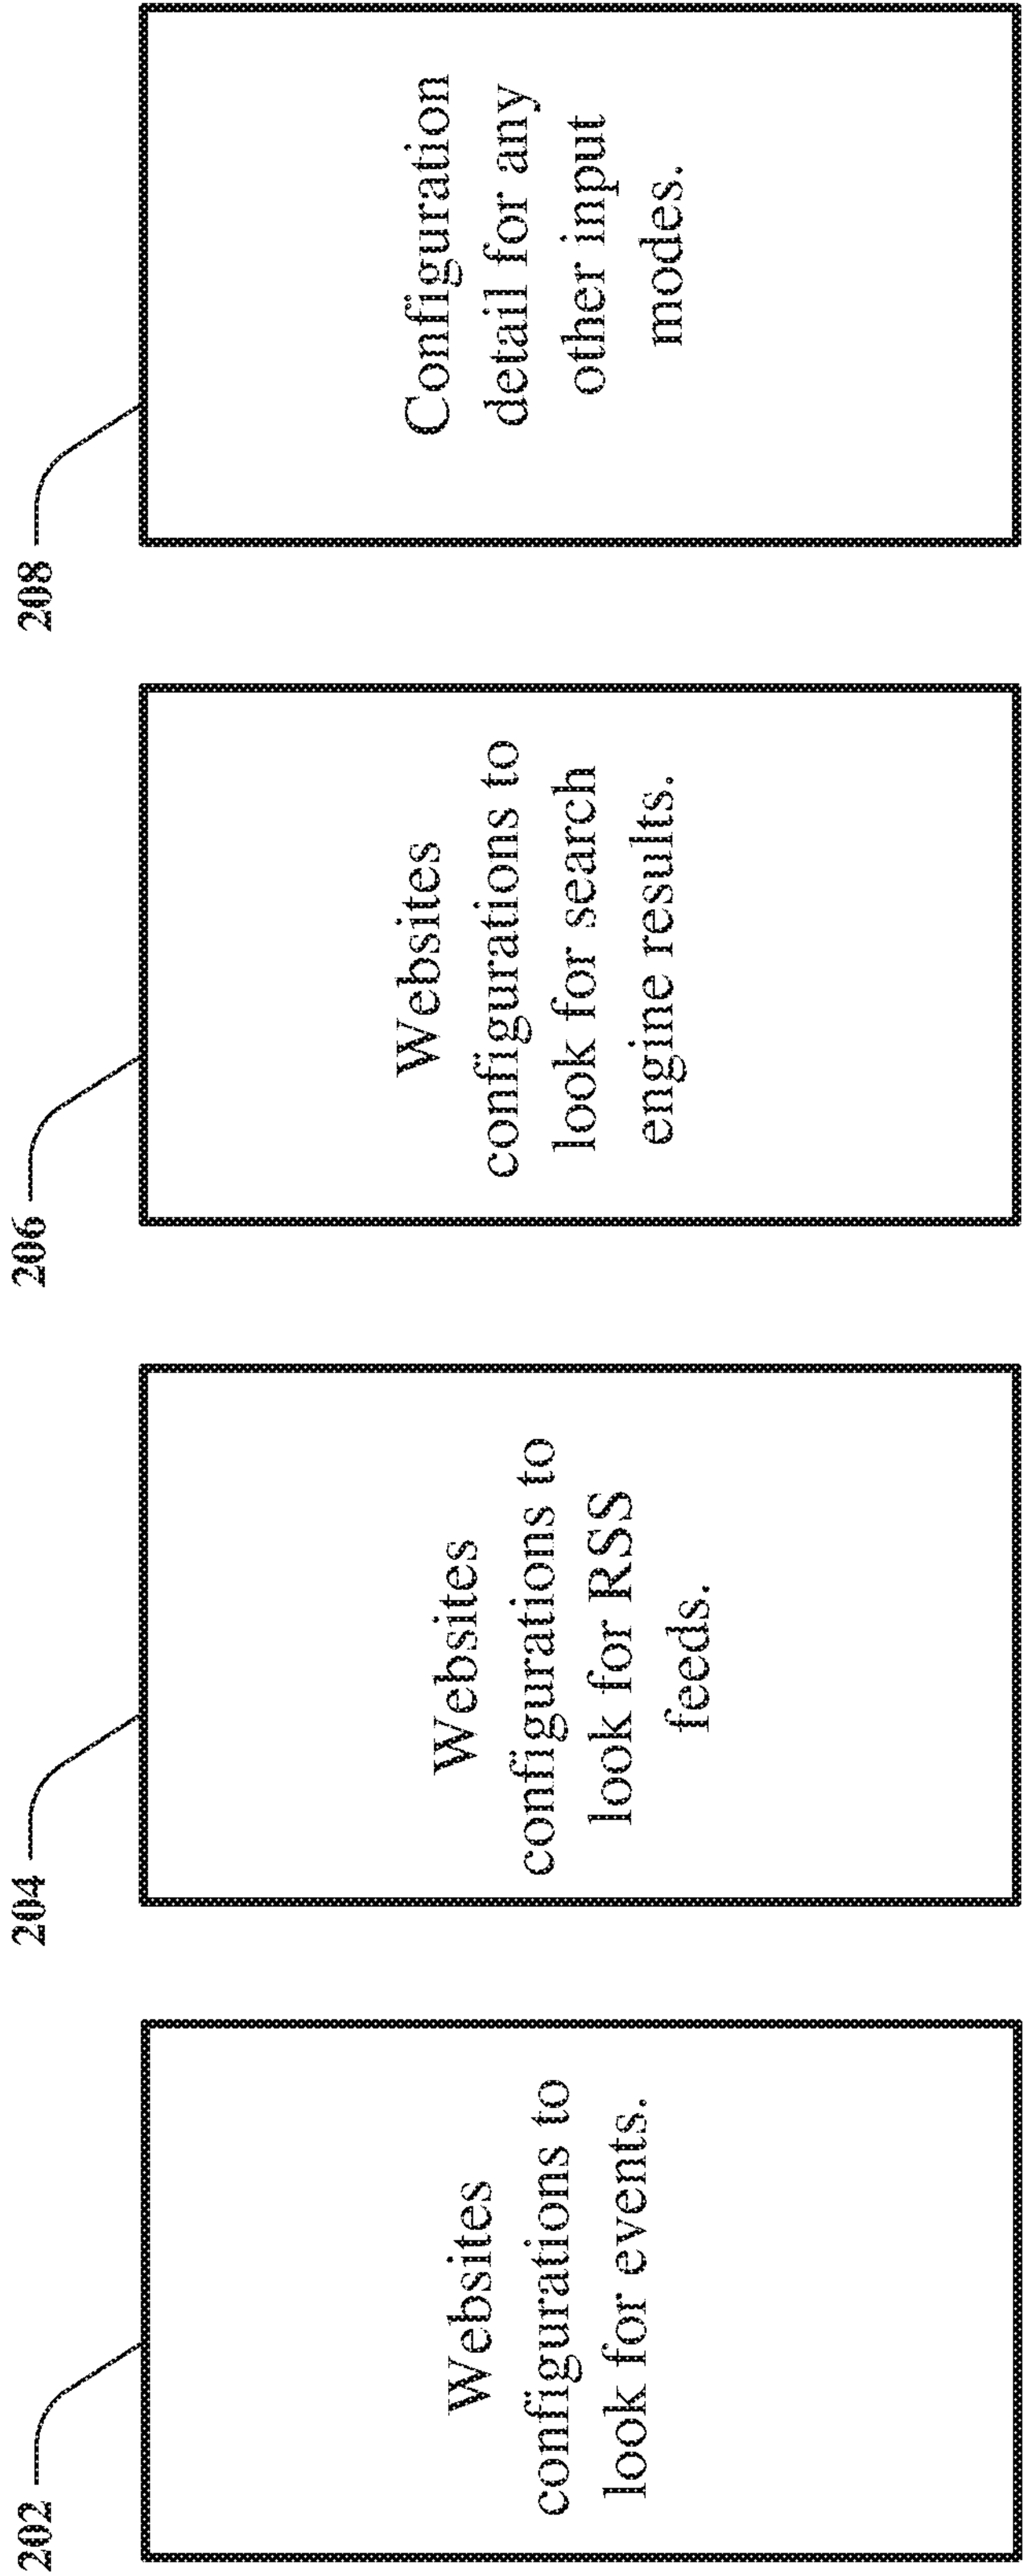 202
Websites
configurations to
look for events.
204
Websites
configurations to
look for RSS
feeds.
206
Websites
configurations to
look for search
engine results.
208
Configuration
detail for any
other input
modes.